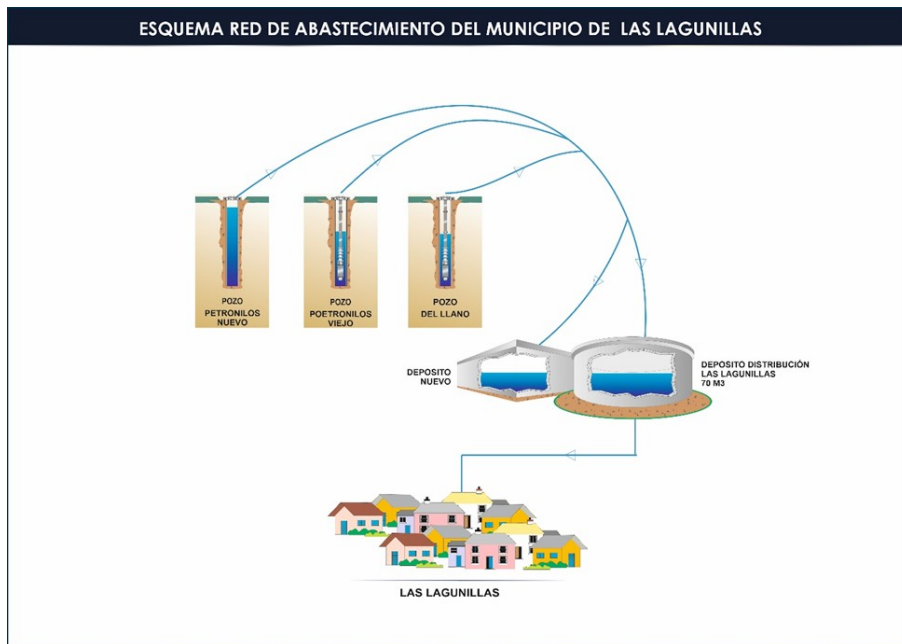 ESQUEMA RED DE ABASTECIMIENTO DEL MUNICIPIO DE LAS LAGUNILLAS
POZO
PETRONILOS
NUEVO
POZO
POETRONILOS
VIEJO
POZO
DEL LLANO
DEPOSITO
NUEVO
DEPOSITO DISTRIBUCIÓN
LAS LAGUNILLAS
70 M3
LAS LAGUNILLAS